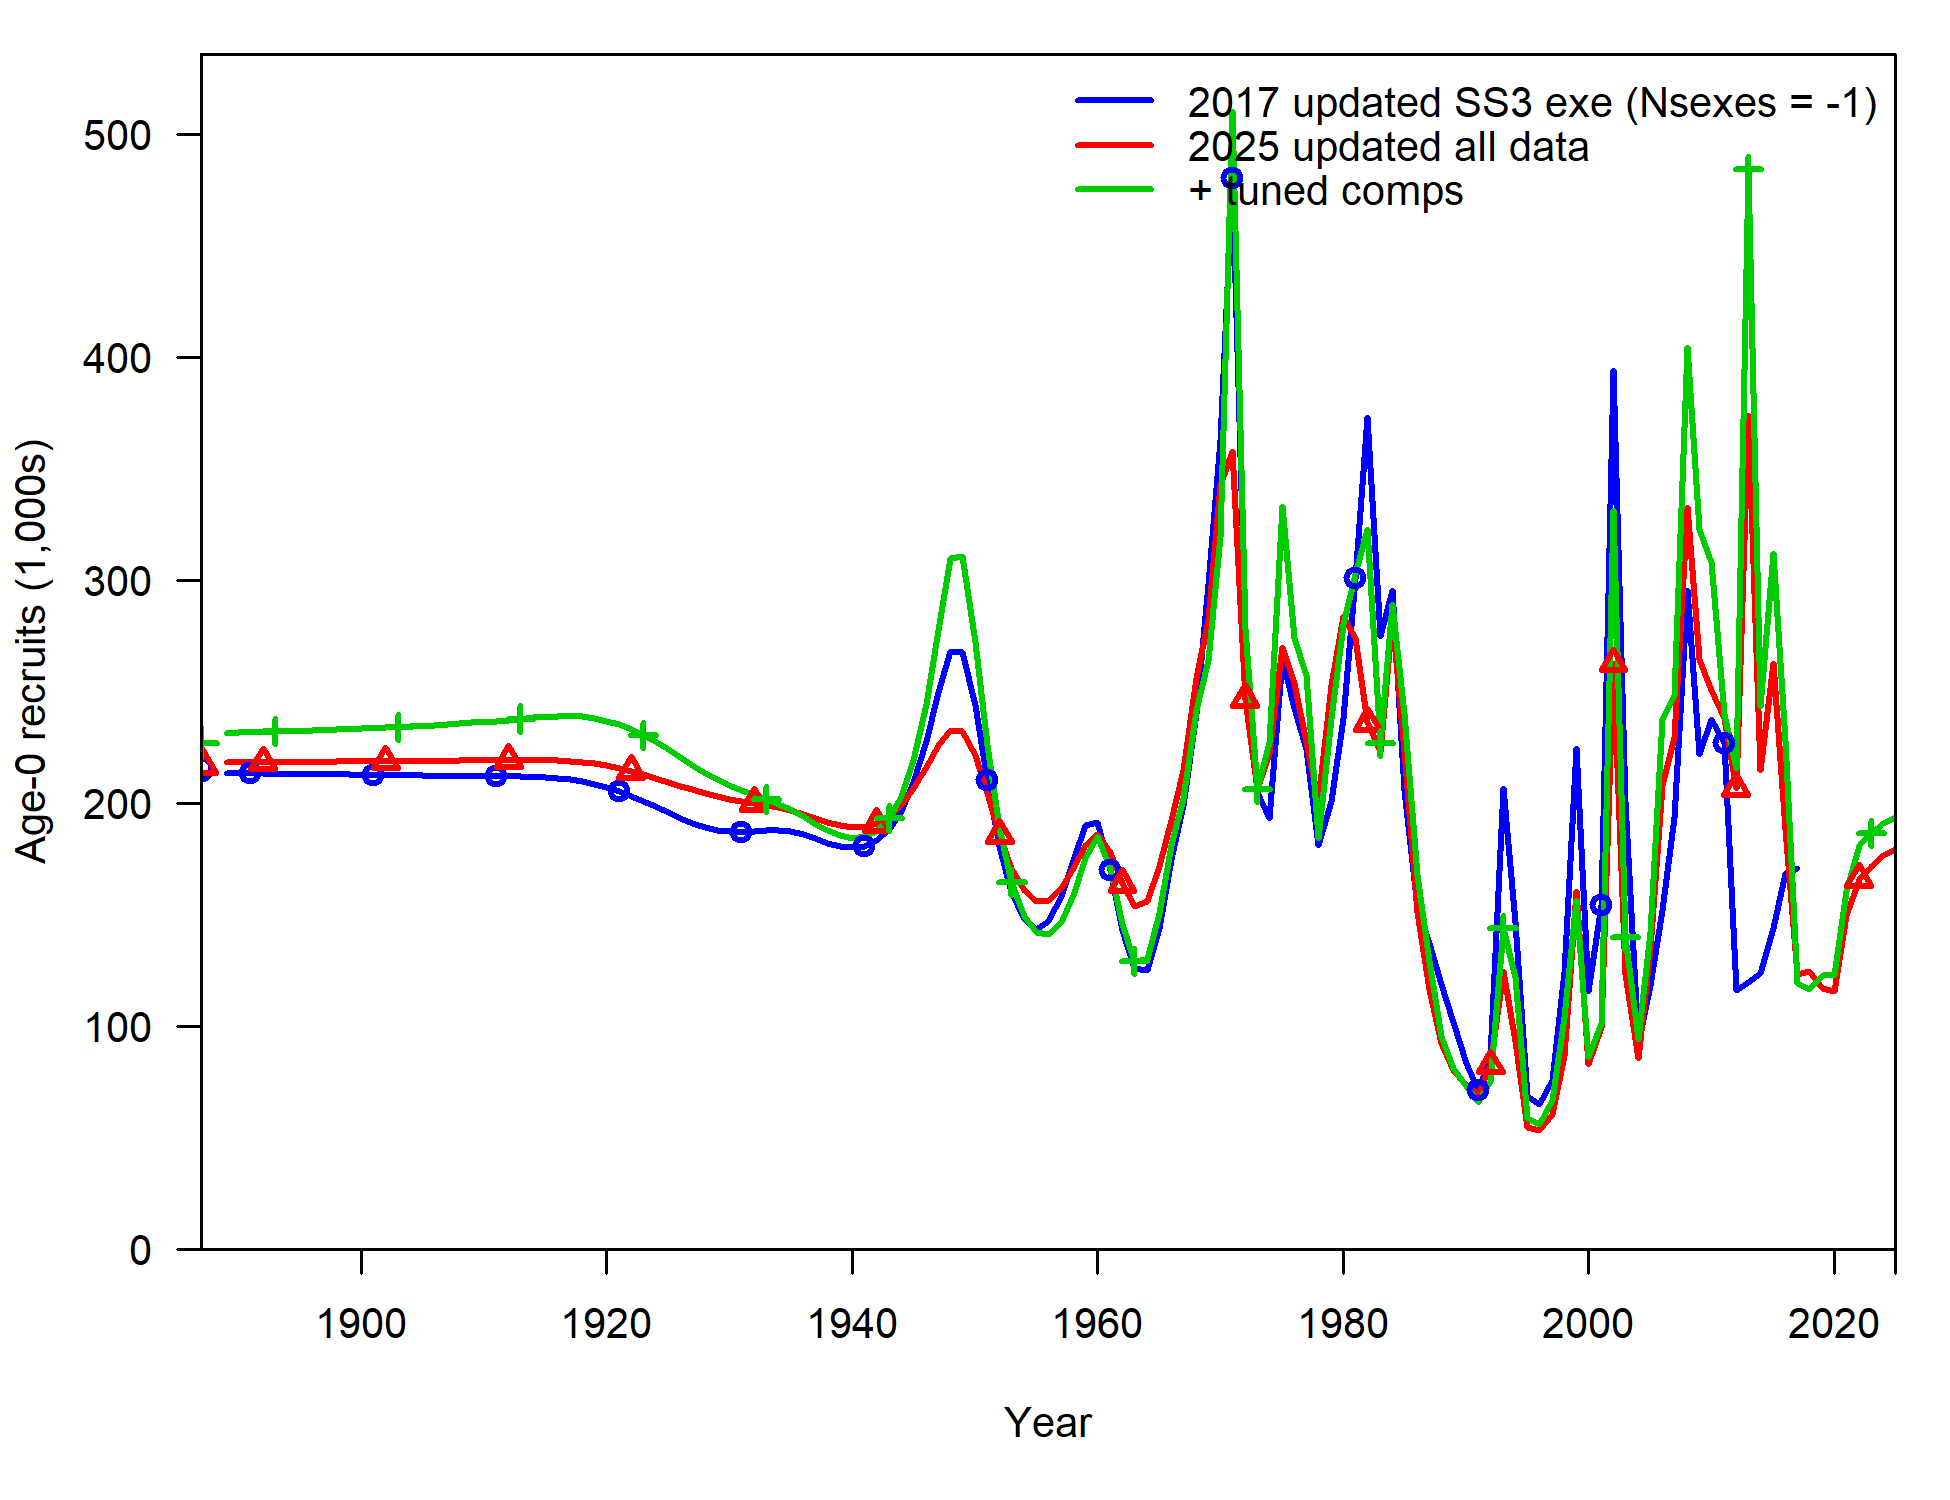 2017 updated SS3 exe (Nsexes = -1)
2025 updated all data
+ tuned comps
500
400
300
200
100
0
Age-0 recruits (1,000s)
1900 1920 1940 1960 1980 2000 2020
Year